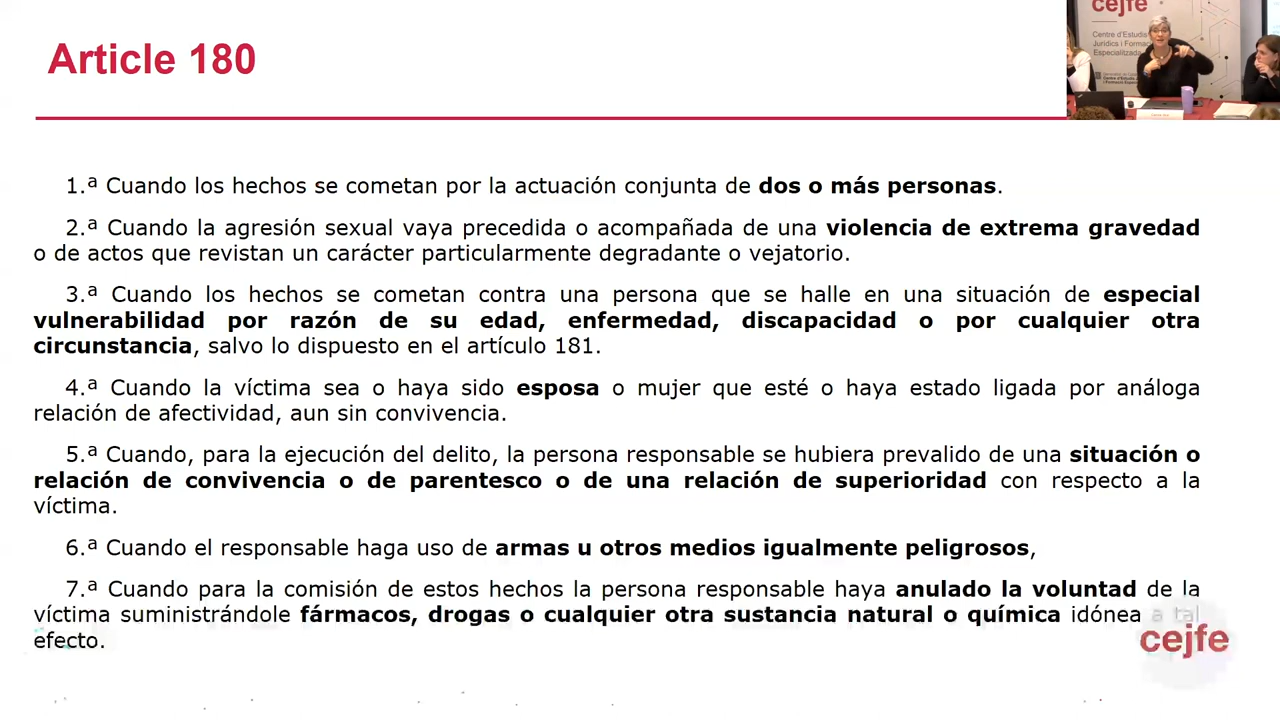 Article 180
cejfe
Centre d'Estudis
Jurídics i Formació
Especialitzada
1.ª Cuando los hechos se cometan por la actuación conjunta de dos o más personas.
2.ª Cuando la agresión sexual vaya precedida o acompañada de una violencia de extrema gravedad
o de actos que revistan un carácter particularmente degradante o vejatorio.
3.ª Cuando los hechos se cometan contra una persona que se halle en una situación de especial
vulnerabilidad por razón de su edad, enfermedad, discapacidad o por cualquier otra
circunstancia, salvo lo dispuesto en el artículo 181.
4.ª Cuando la víctima sea o haya sido esposa o mujer que esté o haya estado ligada por análoga
relación de afectividad, aun sin convivencia.
5.ª Cuando, para la ejecución del delito, la persona responsable se hubiera prevalido de una situación o
relación de convivencia o de parentesco o de una relación de superioridad con respecto a la
víctima.
6.ª Cuando el responsable haga uso de armas u otros medios igualmente peligrosos,
7.ª Cuando para la comisión de estos hechos la persona responsable haya anulado la voluntad de la
víctima suministrándole fármacos, drogas o cualquier otra sustancia natural o química idónea a tal
efecto.
cejfe